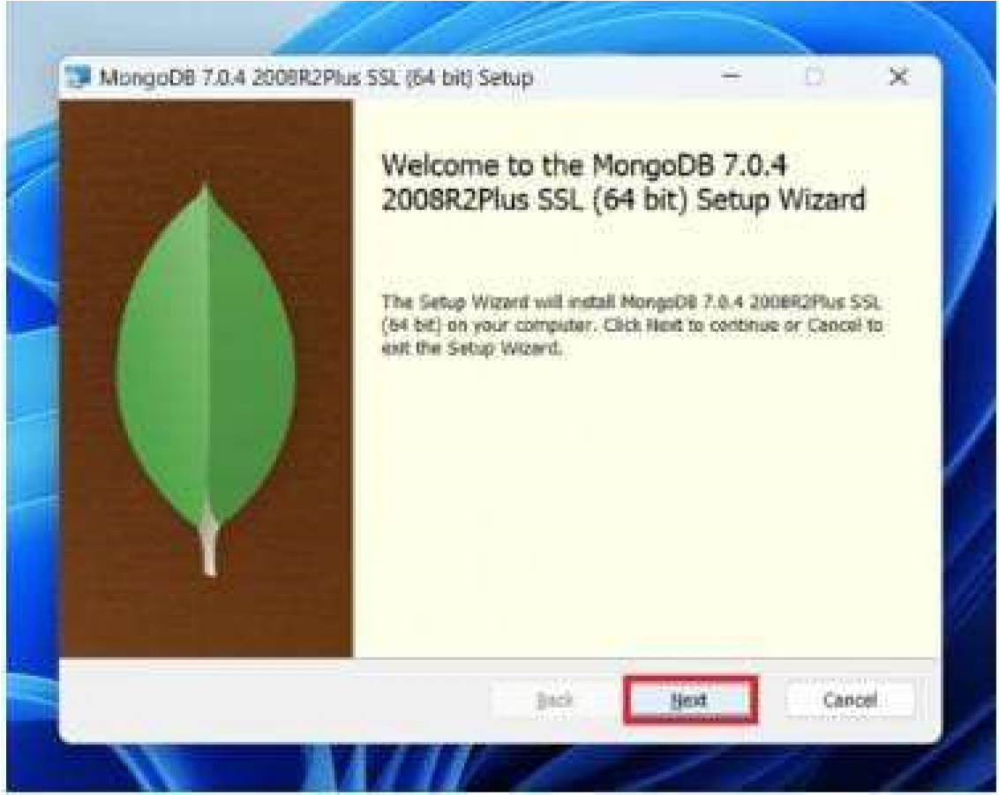 MongoDB 7.0.4 2008R2Plus SSL (64 bit) Setup
Welcome to the MongoDB 7.0.4
2008R2Plus SSL (64 bit) Setup Wizard
The Setup Wizard will install MongoDB 7.0.4 2008R2Plus SSL
(64 bit) on your computer. Click Next to continue or Cancel to
exit the Setup Wizard.
Back
Next
Cancel